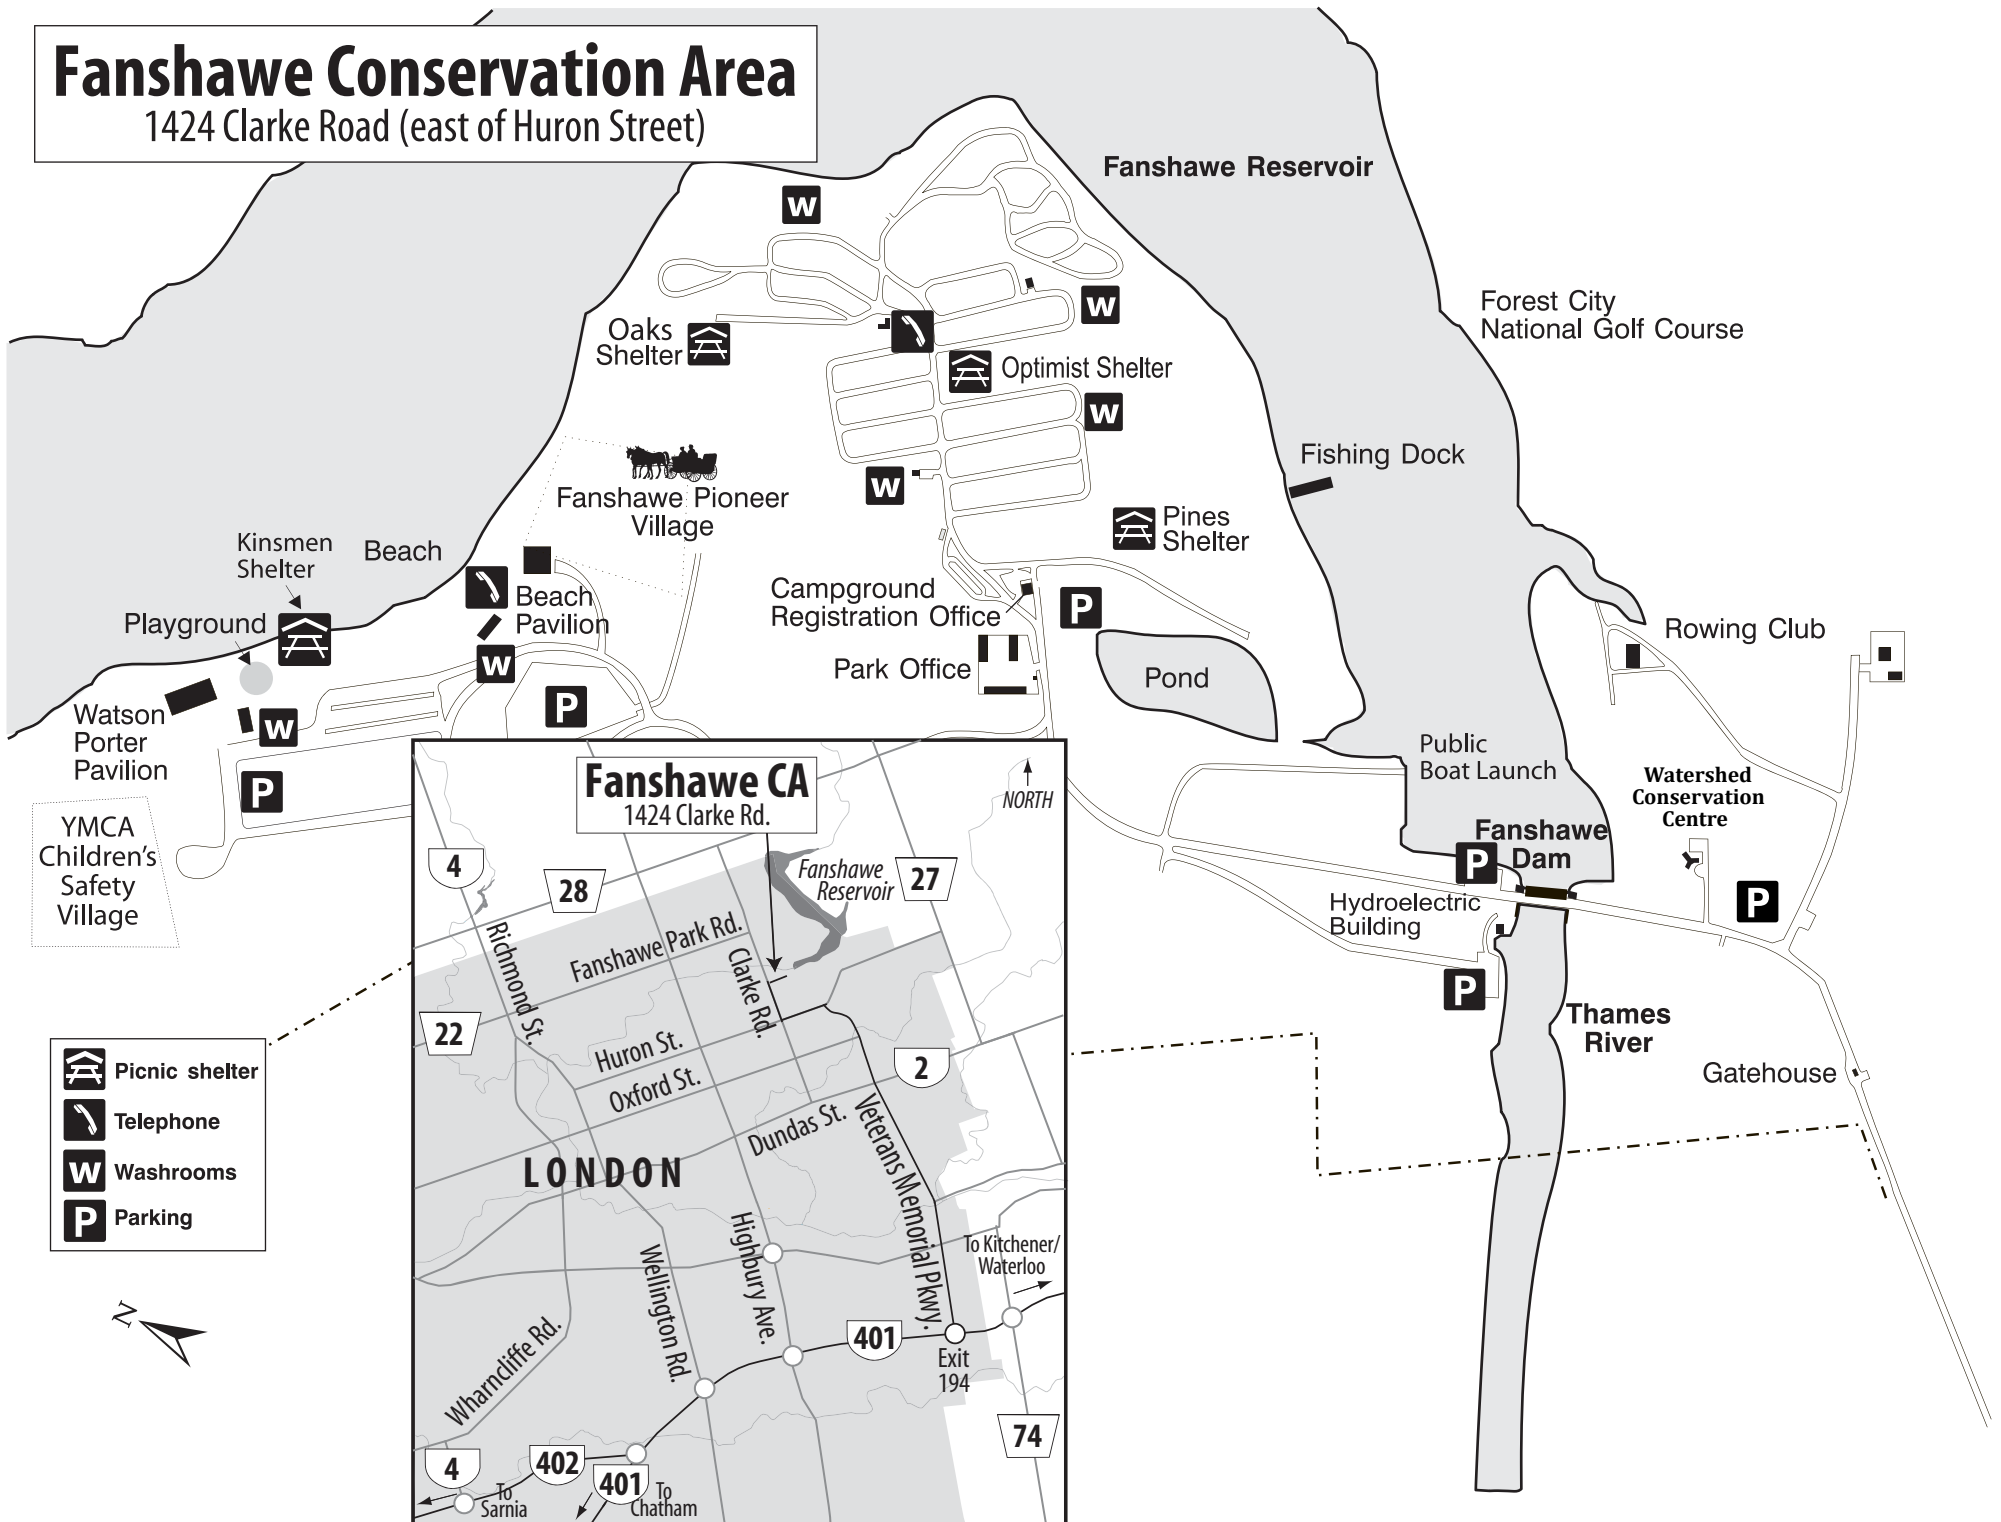 Fanshawe Conservation Area
1424 Clarke Road (east of Huron Street)
Fanshawe Reservoir
W
W
Forest City
National Golf Course
Oaks
Shelter
Optimist Shelter
W
Fishing Dock
W
Fanshawe Pioneer
Village
Pines
Shelter
Kinsmen
Shelter
Beach
Beach
Pavilion
Campground
Registration Office
P
Playground
Rowing Club
W
Park Office
Pond
P
Watson
Porter
Pavilion
W
P
Public
Boat Launch
Watershed
Conservation
Centre
YMCA
Children's
Safety
Village
Fanshawe
Dam
P
Hydroelectric
Building
P
P
Thames
River
Gatehouse
Picnic shelter
Telephone
W Washrooms
P Parking
N
Fanshawe CA
1424 Clarke Rd.
NORTH
4
28
Fanshawe
Reservoir
27
Richmond St.
Fanshawe Park Rd.
Clarke Rd.
22
Huron St.
Oxford St.
2
Dundas St.
Veterans Memorial Pkwy.
LONDON
Highbury Ave.
Wellington Rd.
To Kitchener/
Waterloo
Wharncliffe Rd.
401
Exit
194
74
4
402
401
To
Sarnia
To
Chatham